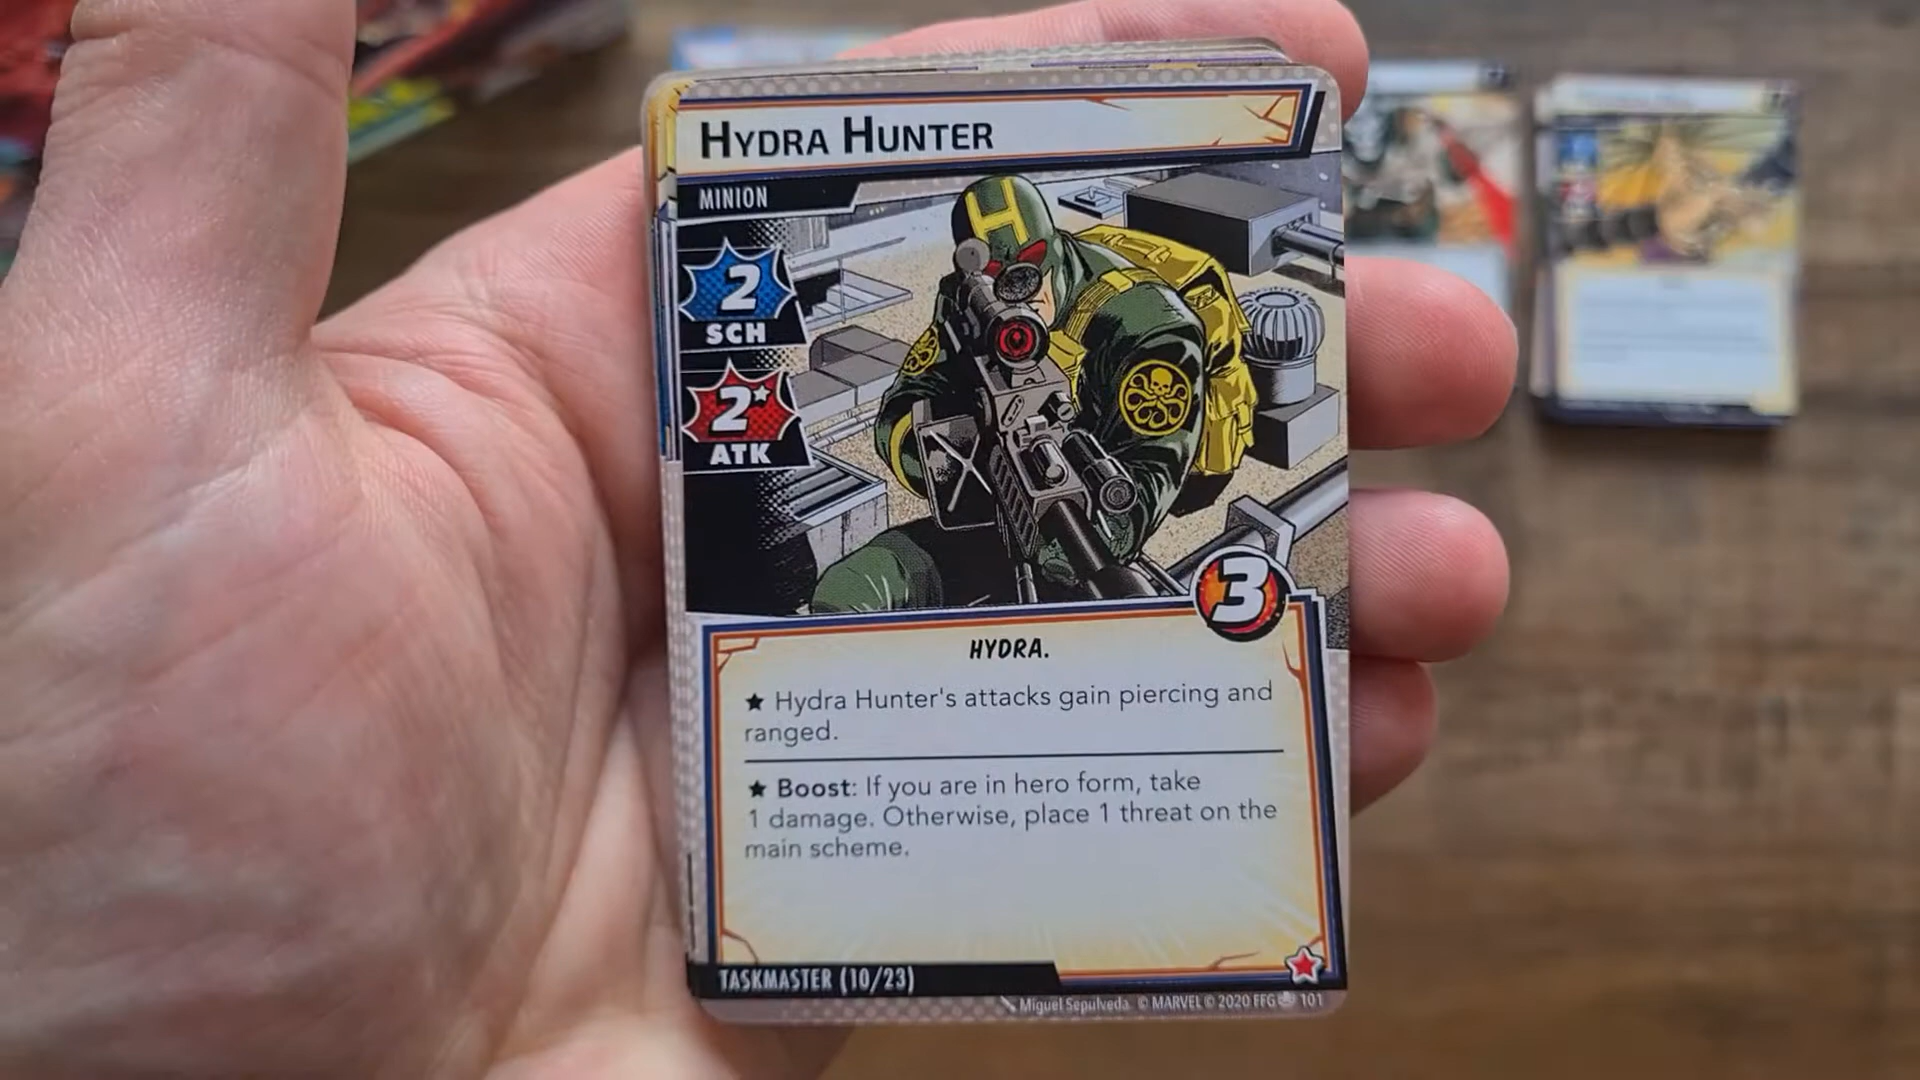 HYDRA HUNTER
MINION
2
SCH
2★
ATK
H
3
HYDRA.
★ Hydra Hunter's attacks gain piercing and
ranged.
★ Boost: If you are in hero form, take
1 damage. Otherwise, place 1 threat on the
main scheme.
TASKMASTER (10/23)
Miguel Sepulveda. © MARVEL © 2020 FFG 101